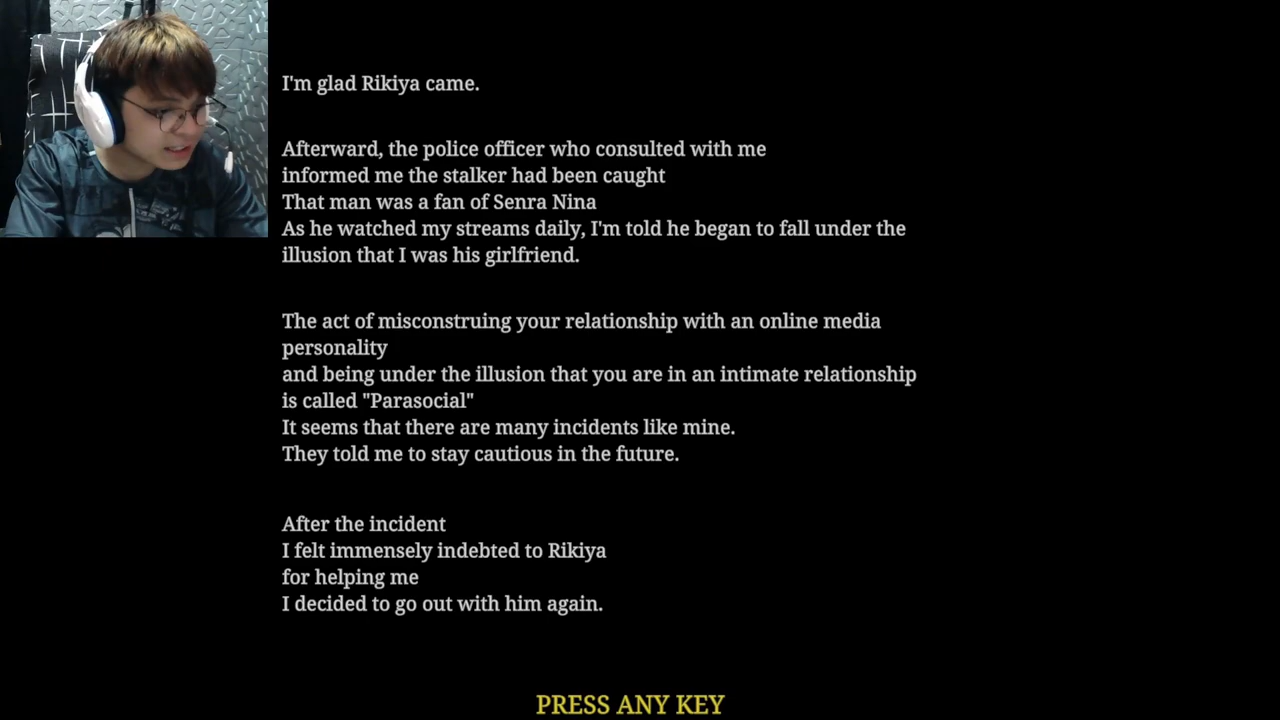 I'm glad Rikiya came.
Afterward, the police officer who consulted with me
informed me the stalker had been caught
That man was a fan of Senra Nina
As he watched my streams daily, I'm told he began to fall under the
illusion that I was his girlfriend.
The act of misconstruing your relationship with an online media
personality
and being under the illusion that you are in an intimate relationship
is called "Parasocial"
It seems that there are many incidents like mine.
They told me to stay cautious in the future.
After the incident
I felt immensely indebted to Rikiya
for helping me
I decided to go out with him again.
PRESS ANY KEY